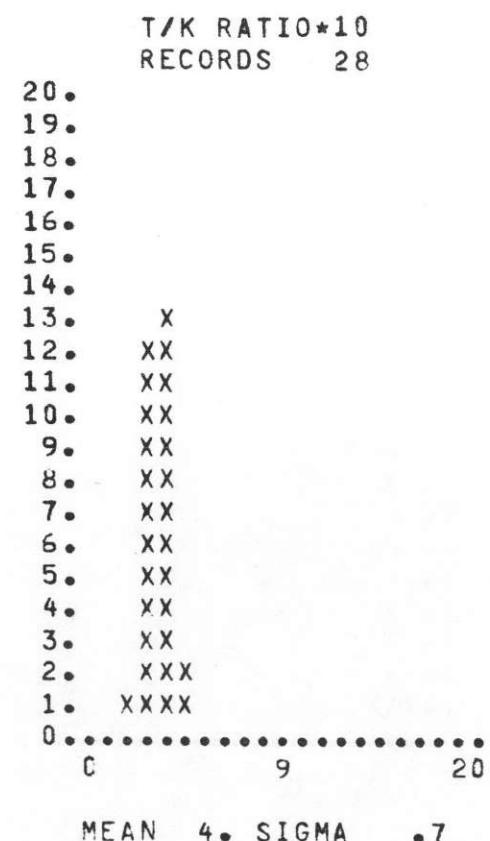 T/K RATIO*10
RECORDS 28
20.
19.
18.
17.
16.
15.
14.
13. X
12. XX
11. XX
10. XX
9. XX
8. XX
7. XX
6. XX
5. XX
4. XX
3. XX
2. XXX
1. XXXX
0......................
0 9 20
MEAN 4. SIGMA .7